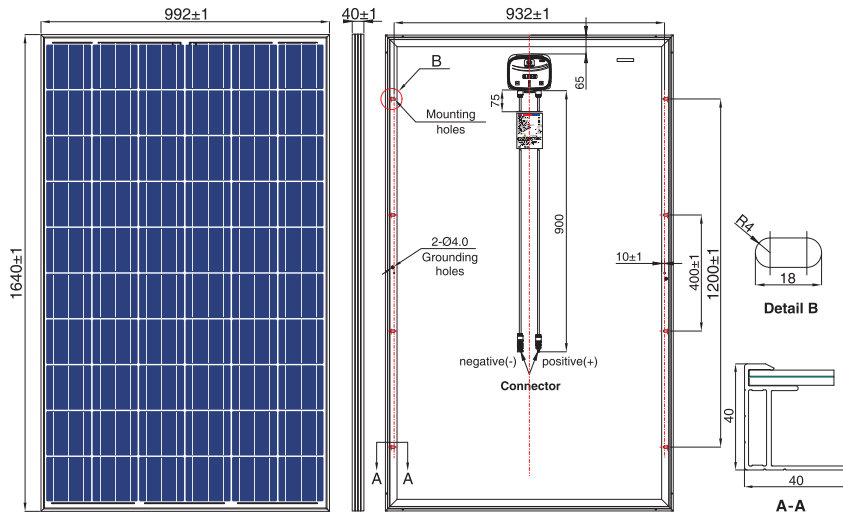 992±1
40±1
932±1
B
65
75
Mounting
holes
1640±1
2-Ø4.0
Grounding
holes
900
10±1
400±1
1200±1
R4
18
Detail B
negative(-)
positive(+)
Connector
A
A
40
40
A-A